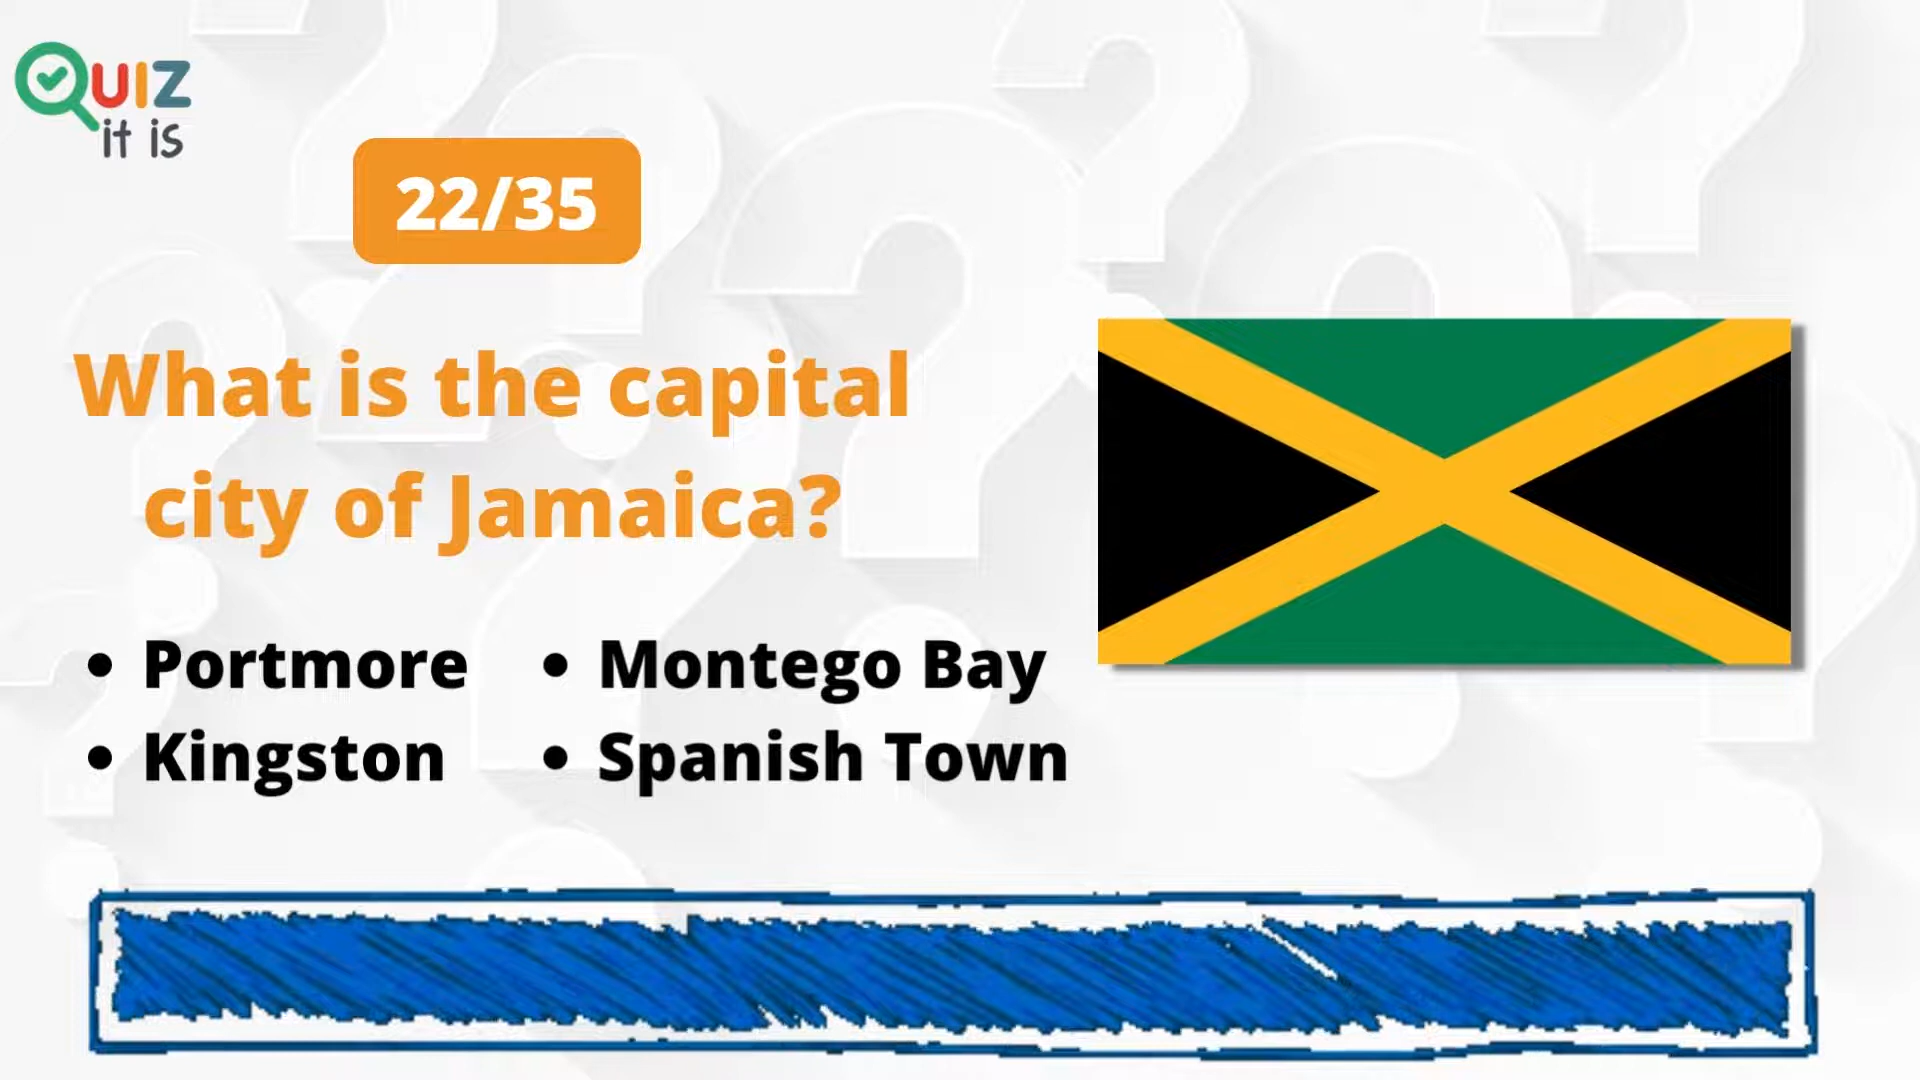 QUIZ
it is
22/35
What is the capital
city of Jamaica?
• Portmore
• Kingston
• Montego Bay
• Spanish Town